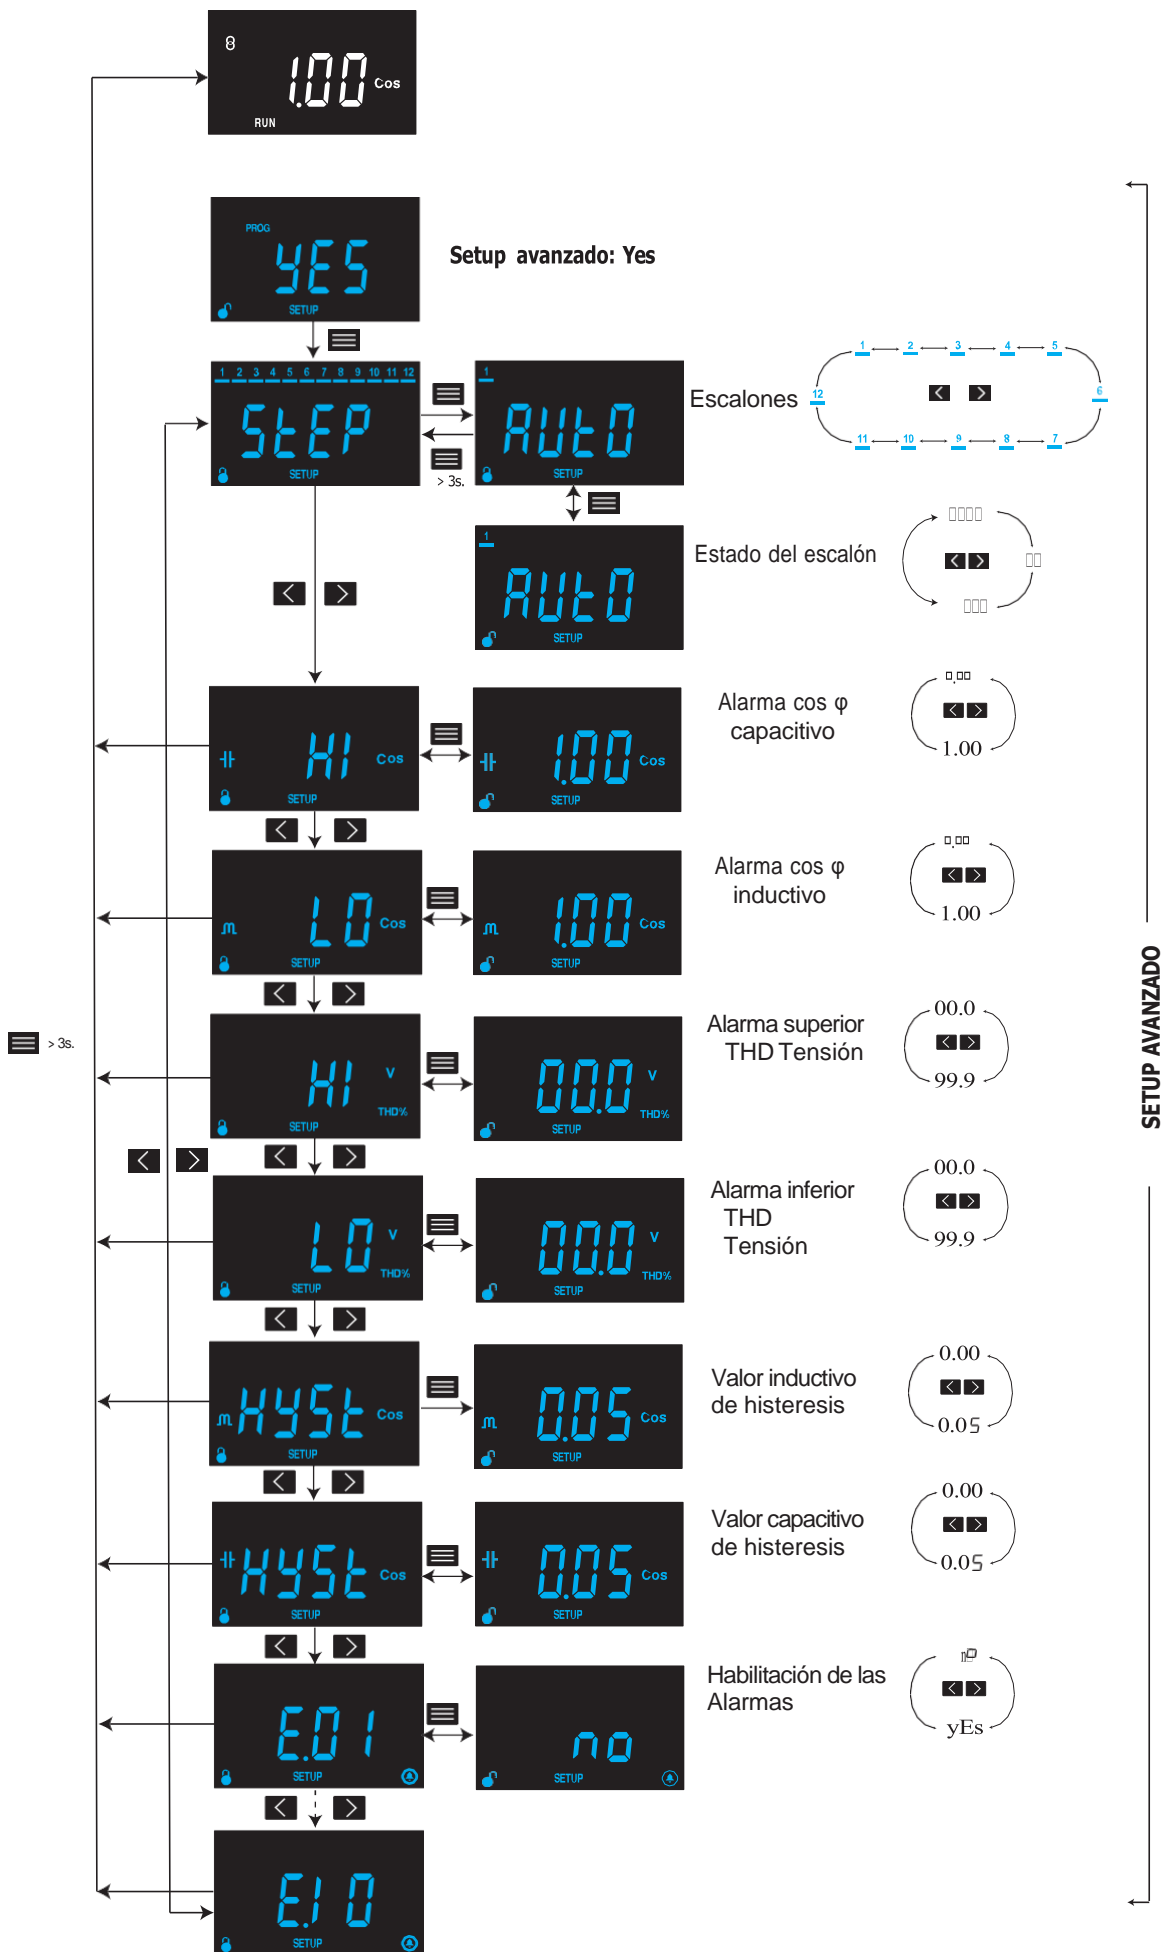 1.00 Cos
RUN
PROG
YES
SETUP
Setup avanzado: Yes
1 2 3 4 5 6 7 8 9 10 11 12
StEP
SETUP
> 3s.
1
AUtO
SETUP
Escalones
1 2 3 4 5
12 6
11 10 9 8 7
1
AUtO
SETUP
Estado del escalón
HI Cos
SETUP
1.00 Cos
SETUP
Alarma cos φ
capacitivo
0.00
1.00
LO Cos
SETUP
1.00 Cos
SETUP
Alarma cos φ
inductivo
0.00
1.00
HI V
THD%
SETUP
00.0 V
THD%
SETUP
Alarma superior
THD Tensión
00.0
99.9
> 3s.
LO V
THD%
SETUP
00.0 V
THD%
SETUP
Alarma inferior
THD
Tensión
00.0
99.9
HYSt Cos
SETUP
0.05 Cos
SETUP
Valor inductivo
de histeresis
0.00
0.05
HYSt Cos
SETUP
0.05 Cos
SETUP
Valor capacitivo
de histeresis
0.00
0.05
E.01
SETUP
no
SETUP
Habilitación de las
Alarmas
no
yEs
E.10
SETUP
SETUP AVANZADO